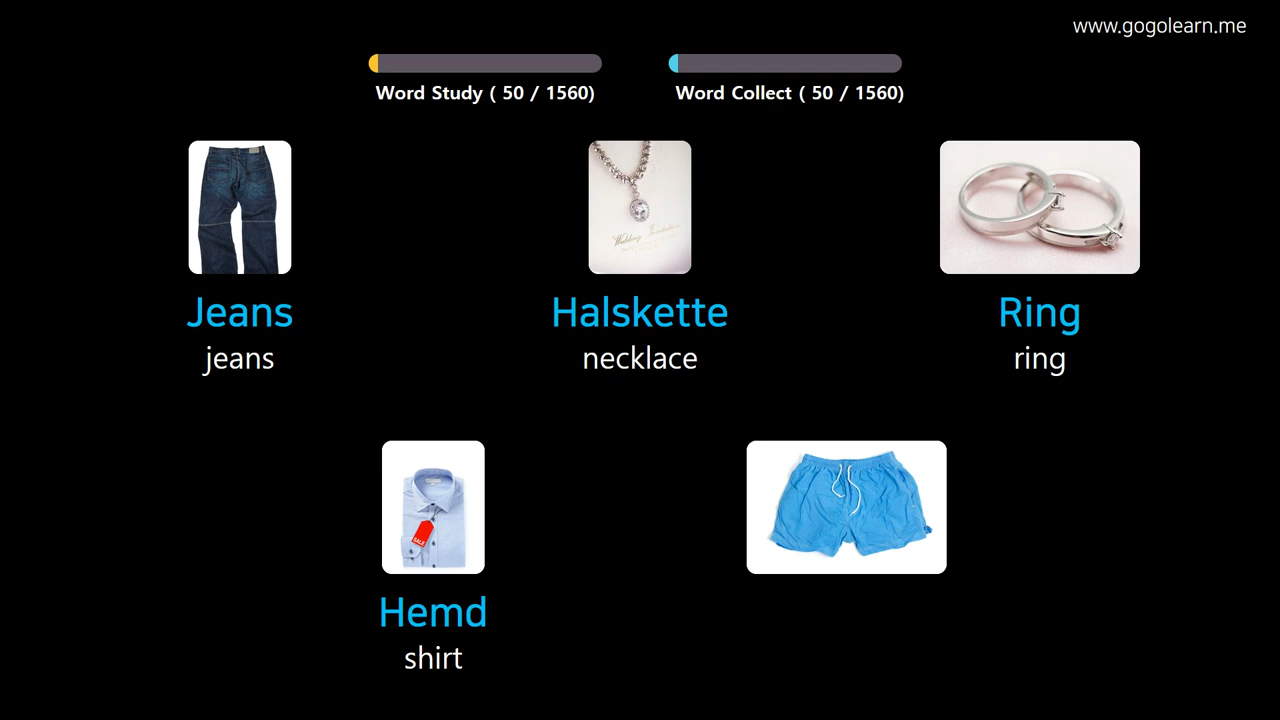 www.gogolearn.me
Word Study ( 50 / 1560)
Word Collect ( 50 / 1560)
Jeans
jeans
Halskette
necklace
Ring
ring
Hemd
shirt
SALE